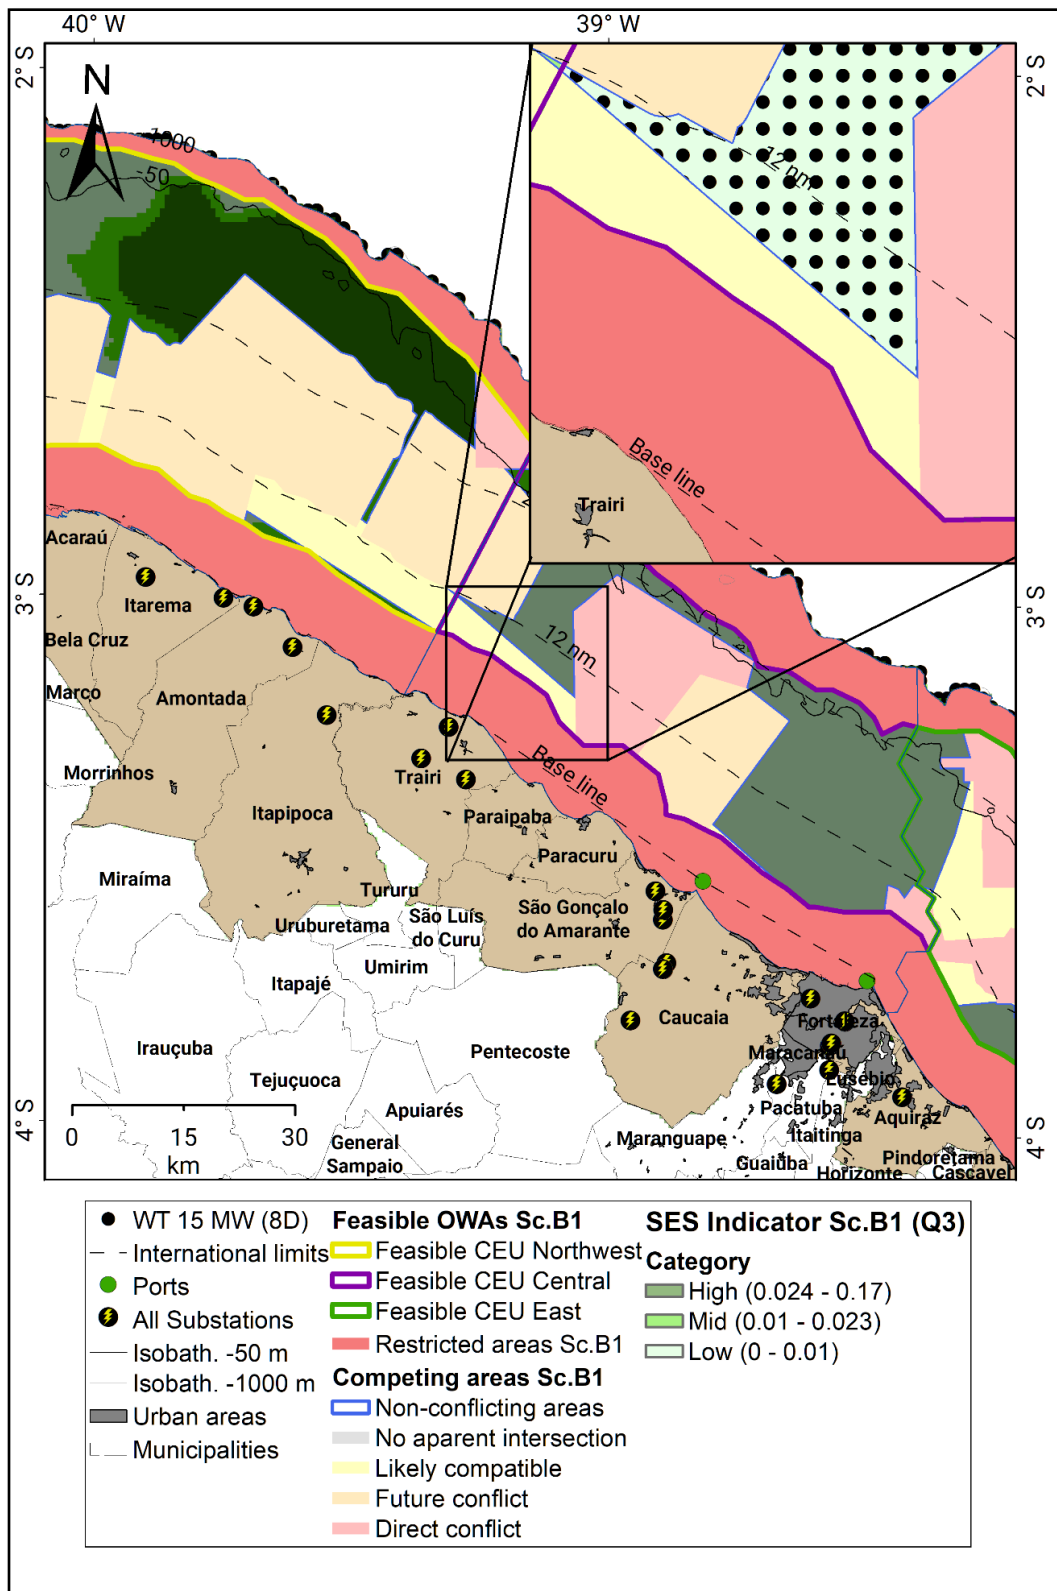 40° W
39° W
2° S
2° S
N
-1000
-50
12 nm
Base line
Trairi
Acaraú
3° S
3° S
Itarema
Bela Cruz
12 nm
Marco
Amontada
Morrinhos
Trairi
Base line
Itapipoca
Paraipaba
Paracuru
Miraíma
Tururu
São Gonçalo
do Amarante
São Luís
do Curu
Uruburetama
Umirim
Itapajé
Caucaia
Fortaleza
Irauçuba
Pentecoste
Maracanaú
Tejuçuoca
Eusébio
Apuiarés
Pacatuba
Aquiraz
4° S
4° S
0 15 30
km
General
Sampaio
Maranguape
Itaitinga
Guaiúba
Pindoretama
Horizonte
Cascavel
WT 15 MW (8D)
International limits
Ports
All Substations
Isobath. -50 m
Isobath. -1000 m
Urban areas
Municipalities
Feasible OWAs Sc.B1
Feasible CEU Northwest
Feasible CEU Central
Feasible CEU East
Restricted areas Sc.B1
Competing areas Sc.B1
Non-conflicting areas
No aparent intersection
Likely compatible
Future conflict
Direct conflict
SES Indicator Sc.B1 (Q3)
Category
High (0.024 - 0.17)
Mid (0.01 - 0.023)
Low (0 - 0.01)